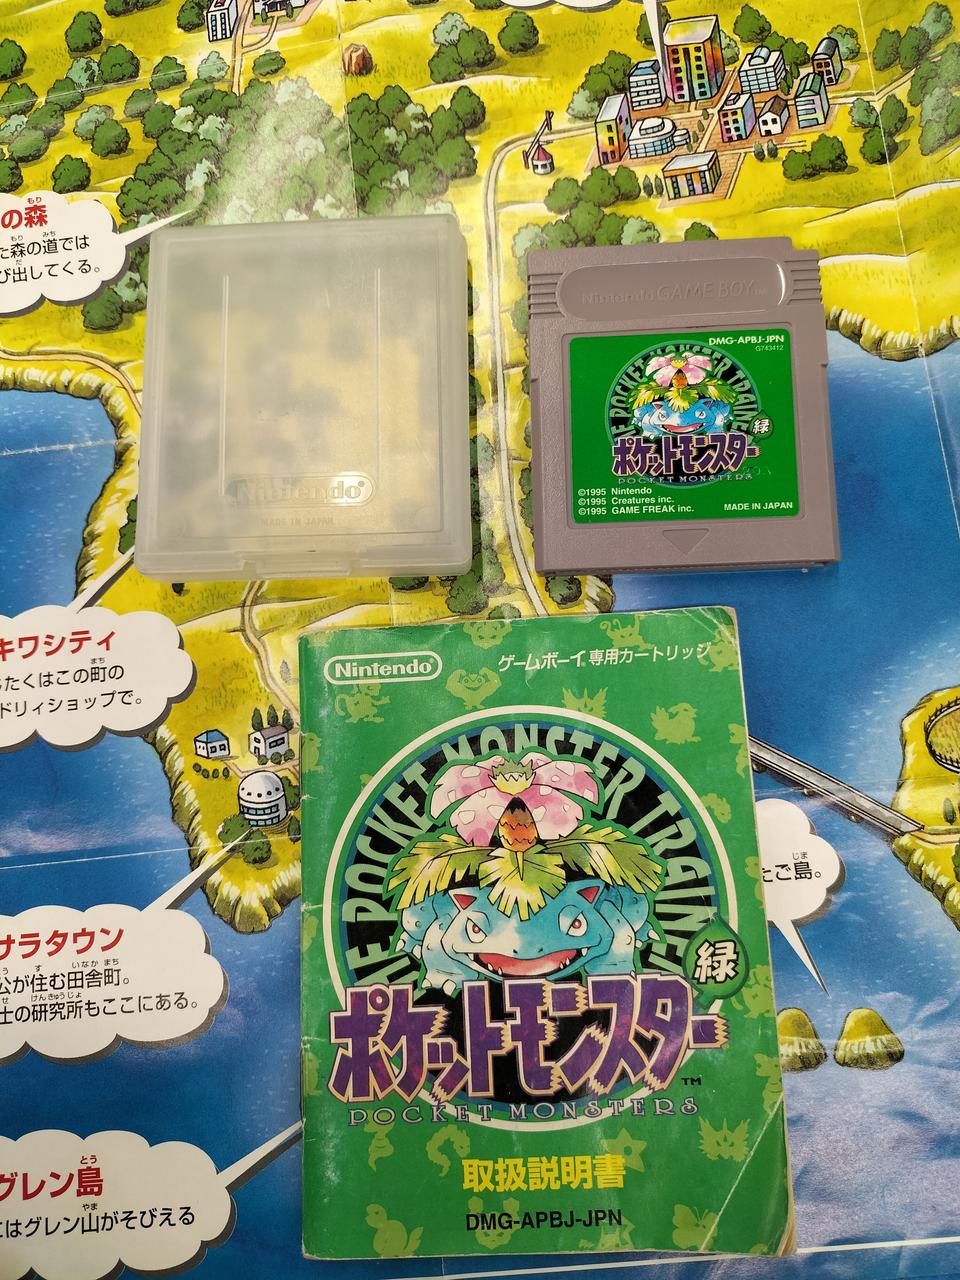 の森
た森の道では
び出してくる。
Nintendo
MADE IN JAPAN
Nintendo GAME BOY™
DMG-APBJ-JPN
G743412
THE POCKET MONSTER TRAINER
緑
ポケットモンスター
POCKET MONSTERS
©1995 Nintendo
©1995 Creatures inc.
©1995 GAME FREAK inc.
MADE IN JAPAN
キワシティ
たくはこの町の
ドリィショップで。
サラタウン
公が住む田舎町。
士の研究所もここにある。
グレン島
はグレン山がそびえる
たご島。
Nintendo
ゲームボーイ専用カートリッジ
THE POCKET MONSTER TRAINER
緑
ポケットモンスター™
POCKET MONSTERS
取扱説明書
DMG-APBJ-JPN